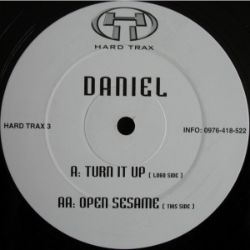 HARD TRAX
DANIEL
HARD TRAX 3
INFO: 0976-418-522
A: TURN IT UP [ LOGO SIDE ]
AA: OPEN SESAME [ THIS SIDE ]